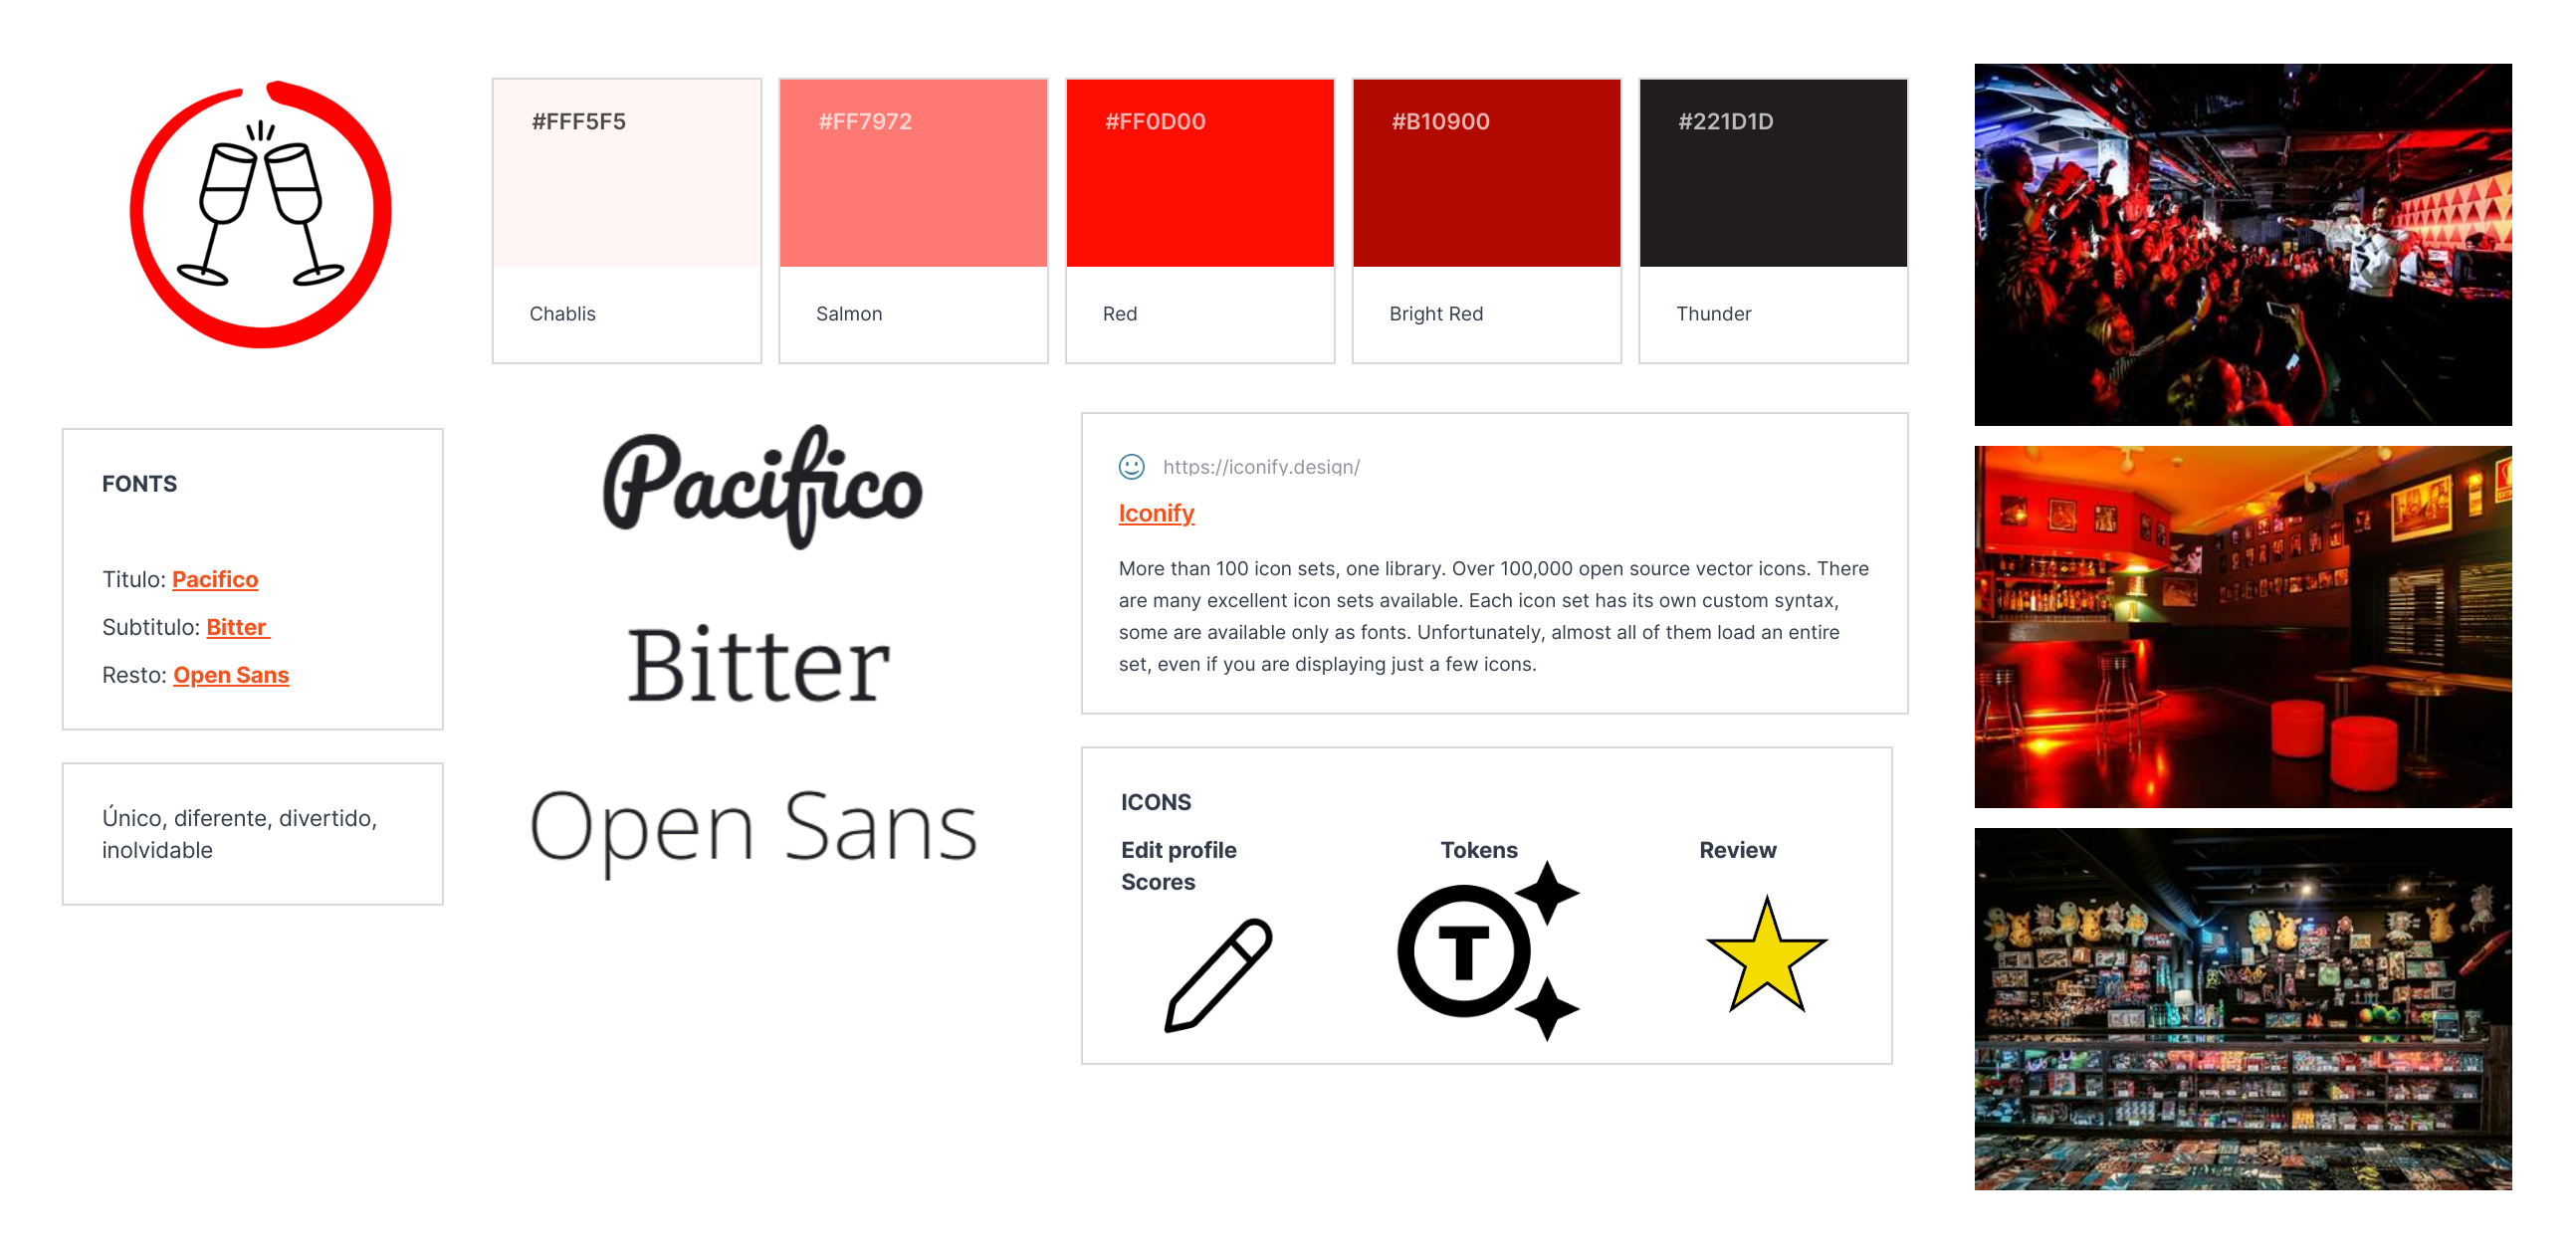 #FFF5F5
#FF7972
#FF0D00
#B10900
#221D1D
Chablis
Salmon
Red
Bright Red
Thunder
FONTS
Titulo: Pacifico
Subtitulo: Bitter
Resto: Open Sans
Único, diferente, divertido,
inolvidable
Pacifico
Bitter
Open Sans
https://iconify.design/
Iconify
More than 100 icon sets, one library. Over 100,000 open source vector icons. There
are many excellent icon sets available. Each icon set has its own custom syntax,
some are available only as fonts. Unfortunately, almost all of them load an entire
set, even if you are displaying just a few icons.
ICONS
Edit profile
Scores
Tokens
Review
T